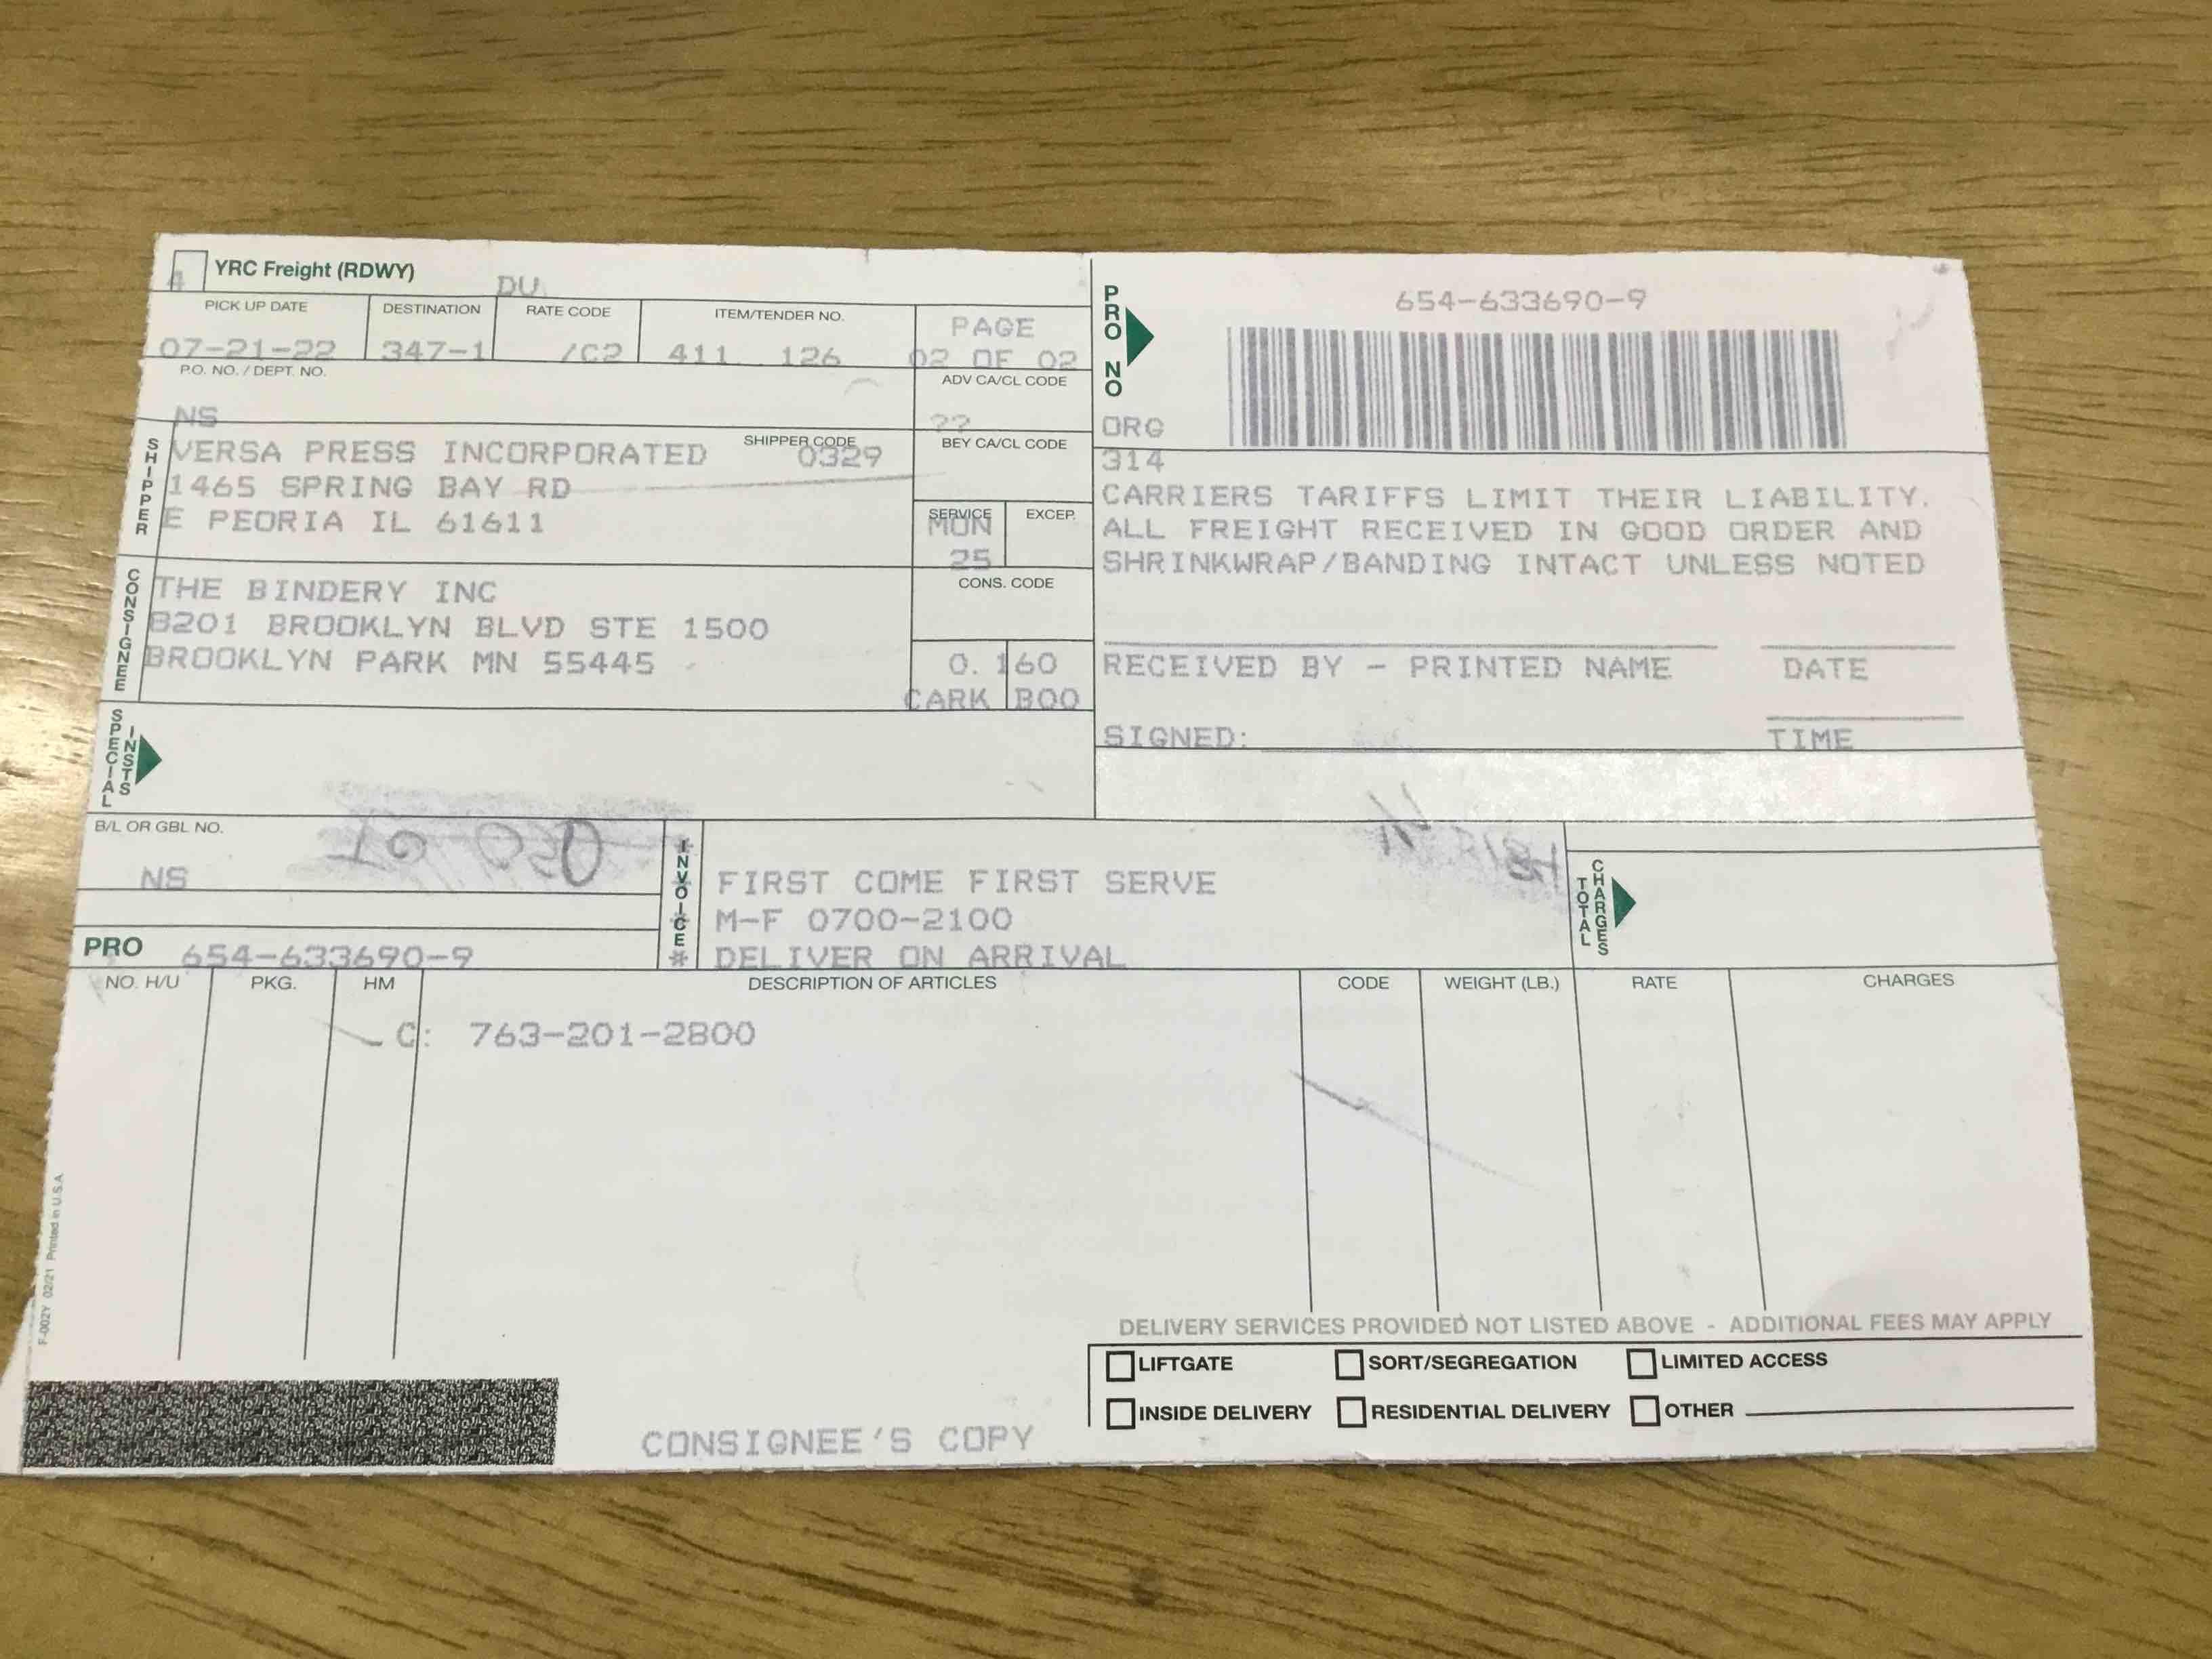 YRC Freight (RDWY)
4
DU
PICK UP DATE DESTINATION RATE CODE ITEM/TENDER NO.
PAGE
07-21-22 347-1 /C2 411 126 02 OF 02
P.O. NO. / DEPT. NO.
ADV CA/CL CODE
NS
??
SHIPPER
VERSA PRESS INCORPORATED
SHIPPER CODE
0329
BEY CA/CL CODE
1465 SPRING BAY RD
E PEORIA IL 61611
SERVICE EXCEP.
MON
25
CONSIGNEE
THE BINDERY INC
8201 BROOKLYN BLVD STE 1500
BROOKLYN PARK MN 55445
CONS. CODE
0.160
CARK BOO
PRO NO
654-633690-9
ORG
314
CARRIERS TARIFFS LIMIT THEIR LIABILITY.
ALL FREIGHT RECEIVED IN GOOD ORDER AND
SHRINKWRAP/BANDING INTACT UNLESS NOTED
RECEIVED BY - PRINTED NAME DATE
SIGNED: TIME
SPECIAL INSTS
B/L OR GBL NO.
NS
PRO 654-633690-9
*INVOICE*
FIRST COME FIRST SERVE
M-F 0700-2100
DELIVER ON ARRIVAL
TOTAL CHARGES
NO. H/U PKG. HM DESCRIPTION OF ARTICLES CODE WEIGHT (LB.) RATE CHARGES
C: 763-201-2800
F-002Y 02/21 Printed in U.S.A
DELIVERY SERVICES PROVIDED NOT LISTED ABOVE - ADDITIONAL FEES MAY APPLY
LIFTGATE SORT/SEGREGATION LIMITED ACCESS
INSIDE DELIVERY RESIDENTIAL DELIVERY OTHER
CONSIGNEE'S COPY